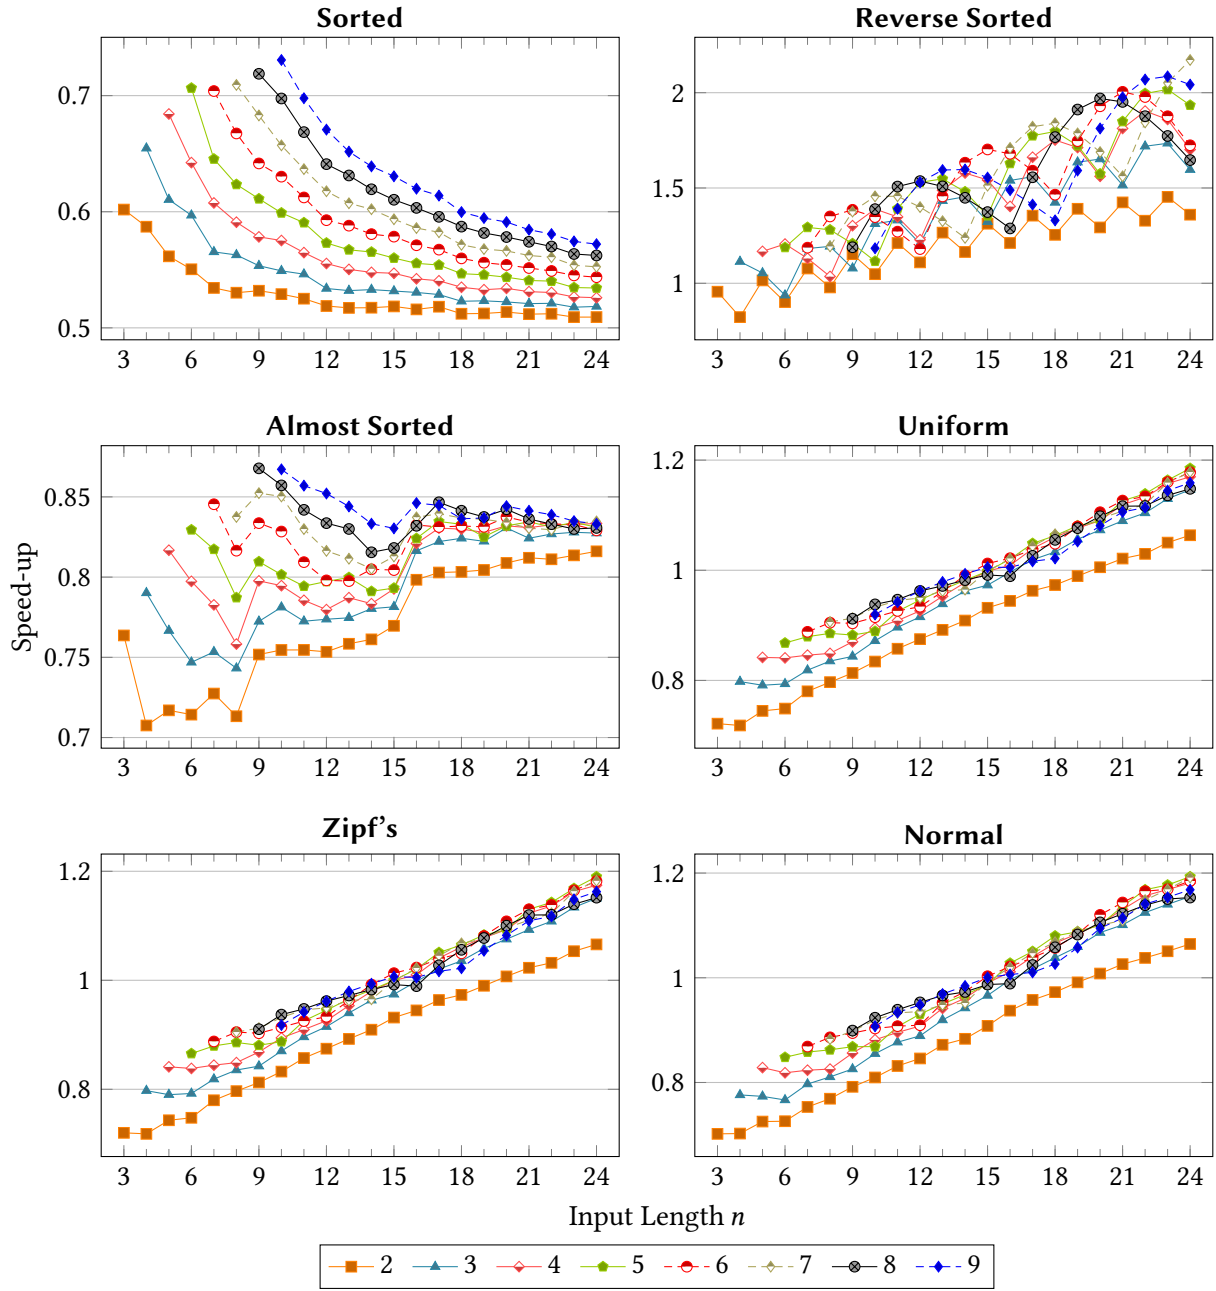 Sorted
0.7
0.6
0.5
3 6 9 12 15 18 21 24
Reverse Sorted
2
1.5
1
3 6 9 12 15 18 21 24
Almost Sorted
0.85
0.8
0.75
0.7
3 6 9 12 15 18 21 24
Uniform
1.2
1
0.8
3 6 9 12 15 18 21 24
Speed-up
Zipf’s
1.2
1
0.8
3 6 9 12 15 18 21 24
Normal
1.2
1
0.8
3 6 9 12 15 18 21 24
Input Length n
2 3 4 5 6 7 8 9